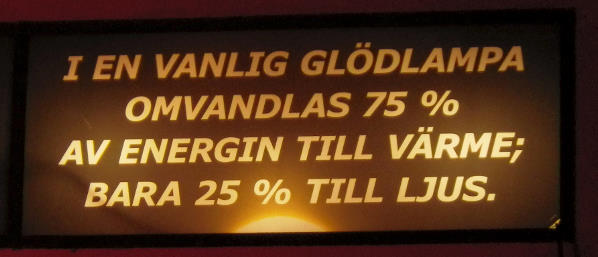 I EN VANLIG GLÖDLAMPA
OMVANDLAS 75 %
AV ENERGIN TILL VÄRME;
BARA 25 % TILL LJUS.